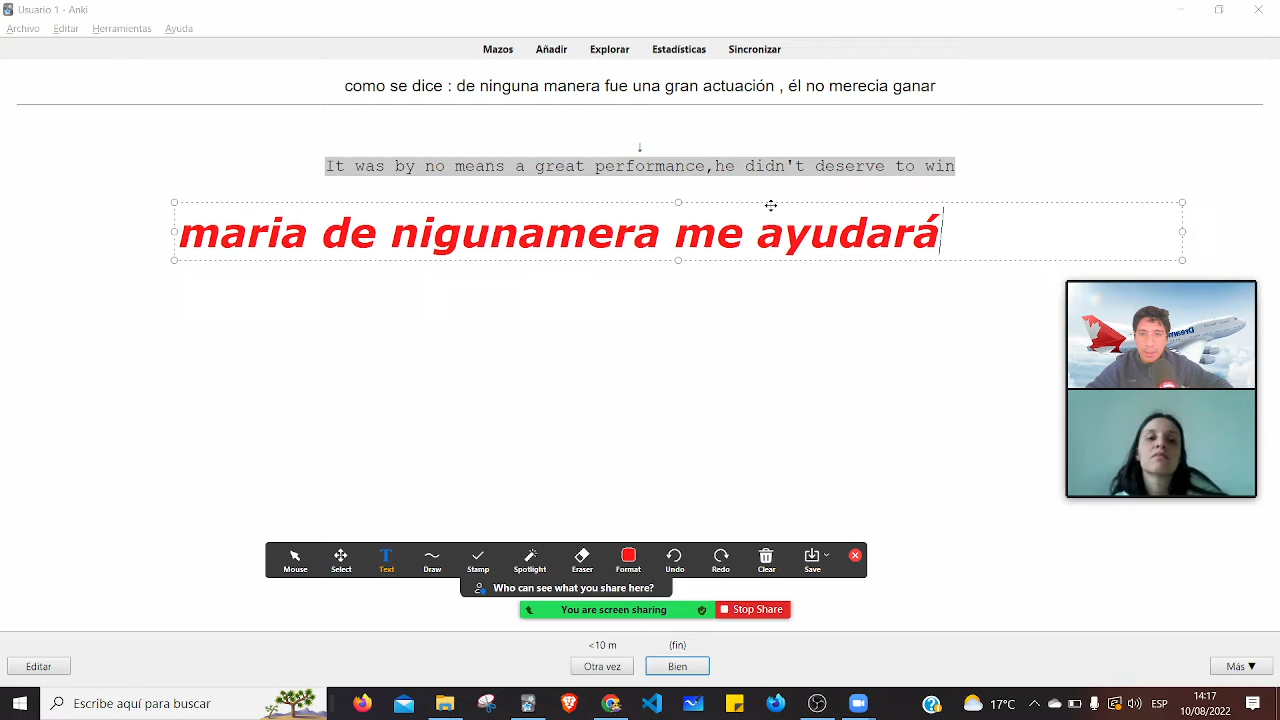 Usuario 1 - Anki
Archivo Editar Herramientas Ayuda
Mazos Añadir Explorar Estadísticas Sincronizar
como se dice : de ninguna manera fue una gran actuación , él no merecia ganar
↓
It was by no means a great performance,he didn't deserve to win
maria de nigunamera me ayudará
Mouse Select Text Draw Stamp Spotlight Eraser Format Undo Redo Clear Save
Who can see what you share here?
You are screen sharing Stop Share
<10 m (fin)
Editar Otra vez Bien Más ▼
Escribe aquí para buscar 17°C ESP 14:17
10/08/2022